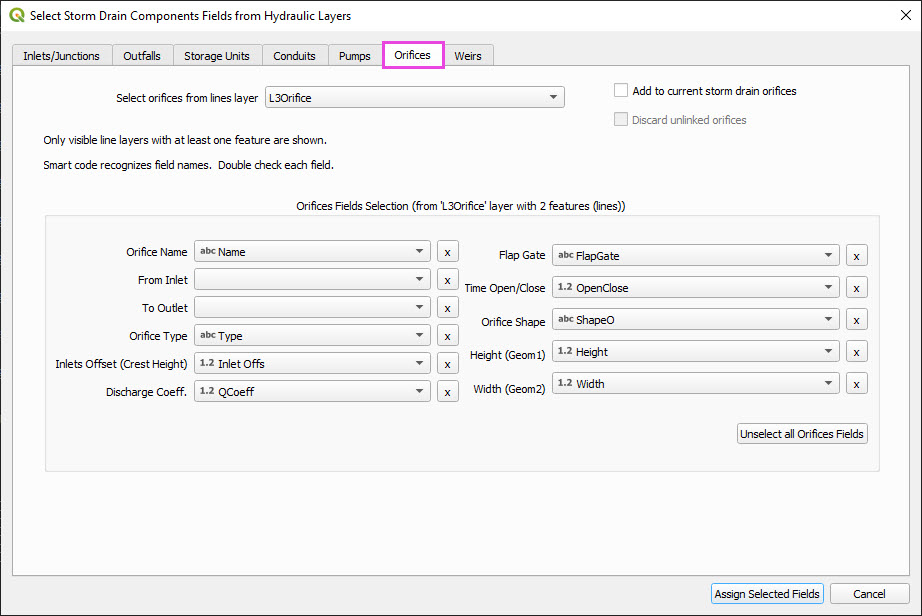 Select Storm Drain Components Fields from Hydraulic Layers
Inlets/Junctions Outfalls Storage Units Conduits Pumps Orifices Weirs
Select orifices from lines layer L3Orifice
Add to current storm drain orifices
Discard unlinked orifices
Only visible line layers with at least one feature are shown.
Smart code recognizes field names. Double check each field.
Orifices Fields Selection (from 'L3Orifice' layer with 2 features (lines))
Orifice Name abc Name x
From Inlet x
To Outlet x
Orifice Type abc Type x
Inlets Offset (Crest Height) 1.2 Inlet Offs x
Discharge Coeff. 1.2 QCoeff x
Flap Gate abc FlapGate x
Time Open/Close 1.2 OpenClose x
Orifice Shape abc ShapeO x
Height (Geom1) 1.2 Height x
Width (Geom2) 1.2 Width x
Unselect all Orifices Fields
Assign Selected Fields Cancel